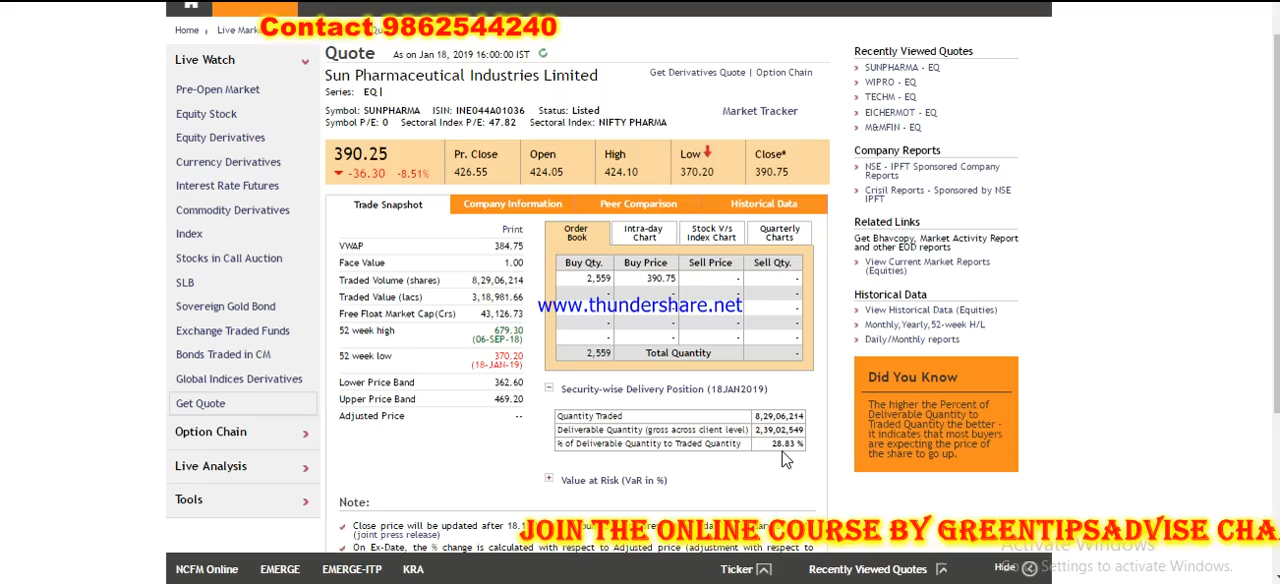 Contact 9862544240
Home › Live Mark
Quote As on Jan 18, 2019 16:00:00 IST
Sun Pharmaceutical Industries Limited
Get Derivatives Quote | Option Chain
Series: EQ |
Symbol: SUNPHARMA ISIN: INE044A01036 Status: Listed
Market Tracker
Symbol P/E: 0 Sectoral Index P/E: 47.82 Sectoral Index: NIFTY PHARMA
390.25 Pr. Close Open High Low Close*
-36.30 -8.51% 426.55 424.05 424.10 370.20 390.75
Trade Snapshot Company Information Peer Comparison Historical Data
Print
VWAP 384.75
Face Value 1.00
Traded Volume (shares) 8,29,06,214
Traded Value (lacs) 3,18,981.66
Free Float Market Cap(Crs) 43,126.73
52 week high 679.30
(06-SEP-18)
52 week low 370.20
(18-JAN-19)
Lower Price Band 362.60
Upper Price Band 469.20
Adjusted Price --
Order Book
Intra-day Chart
Stock V/s Index Chart
Quarterly Charts
Buy Qty. Buy Price Sell Price Sell Qty.
2,559 390.75 - -
- - - -
www.thundershare.net
- - - -
- - - -
- - - -
2,559 Total Quantity -
Security-wise Delivery Position (18JAN2019)
Quantity Traded 8,29,06,214
Deliverable Quantity (gross across client level) 2,39,02,549
% of Deliverable Quantity to Traded Quantity 28.83 %
Value at Risk (VaR in %)
Note:
Close price will be updated after 18.1
(joint press release)
On Ex-Date, the % change is calculated with respect to Adjusted price (adjustment with respect to
Live Watch
Pre-Open Market
Equity Stock
Equity Derivatives
Currency Derivatives
Interest Rate Futures
Commodity Derivatives
Index
Stocks in Call Auction
SLB
Sovereign Gold Bond
Exchange Traded Funds
Bonds Traded in CM
Global Indices Derivatives
Get Quote
Option Chain
Live Analysis
Tools
Recently Viewed Quotes
SUNPHARMA - EQ
WIPRO - EQ
TECHM - EQ
EICHERMOT - EQ
M&MFIN - EQ
Company Reports
NSE - IPFT Sponsored Company
Reports
Crisil Reports - Sponsored by NSE
IPFT
Related Links
Get Bhavcopy, Market Activity Report
and other EOD reports
View Current Market Reports
(Equities)
Historical Data
View Historical Data (Equities)
Monthly,Yearly,52-week H/L
Daily/Monthly reports
Did You Know
The higher the Percent of
Deliverable Quantity to
Traded Quantity the better -
it indicates that most buyers
are expecting the price of
the share to go up.
JOIN THE ONLINE COURSE BY GREENTIPSADVISE CHA
Activate Windows
Settings to activate Windows.
NCFM Online EMERGE EMERGE-ITP KRA Ticker Recently Viewed Quotes Hide